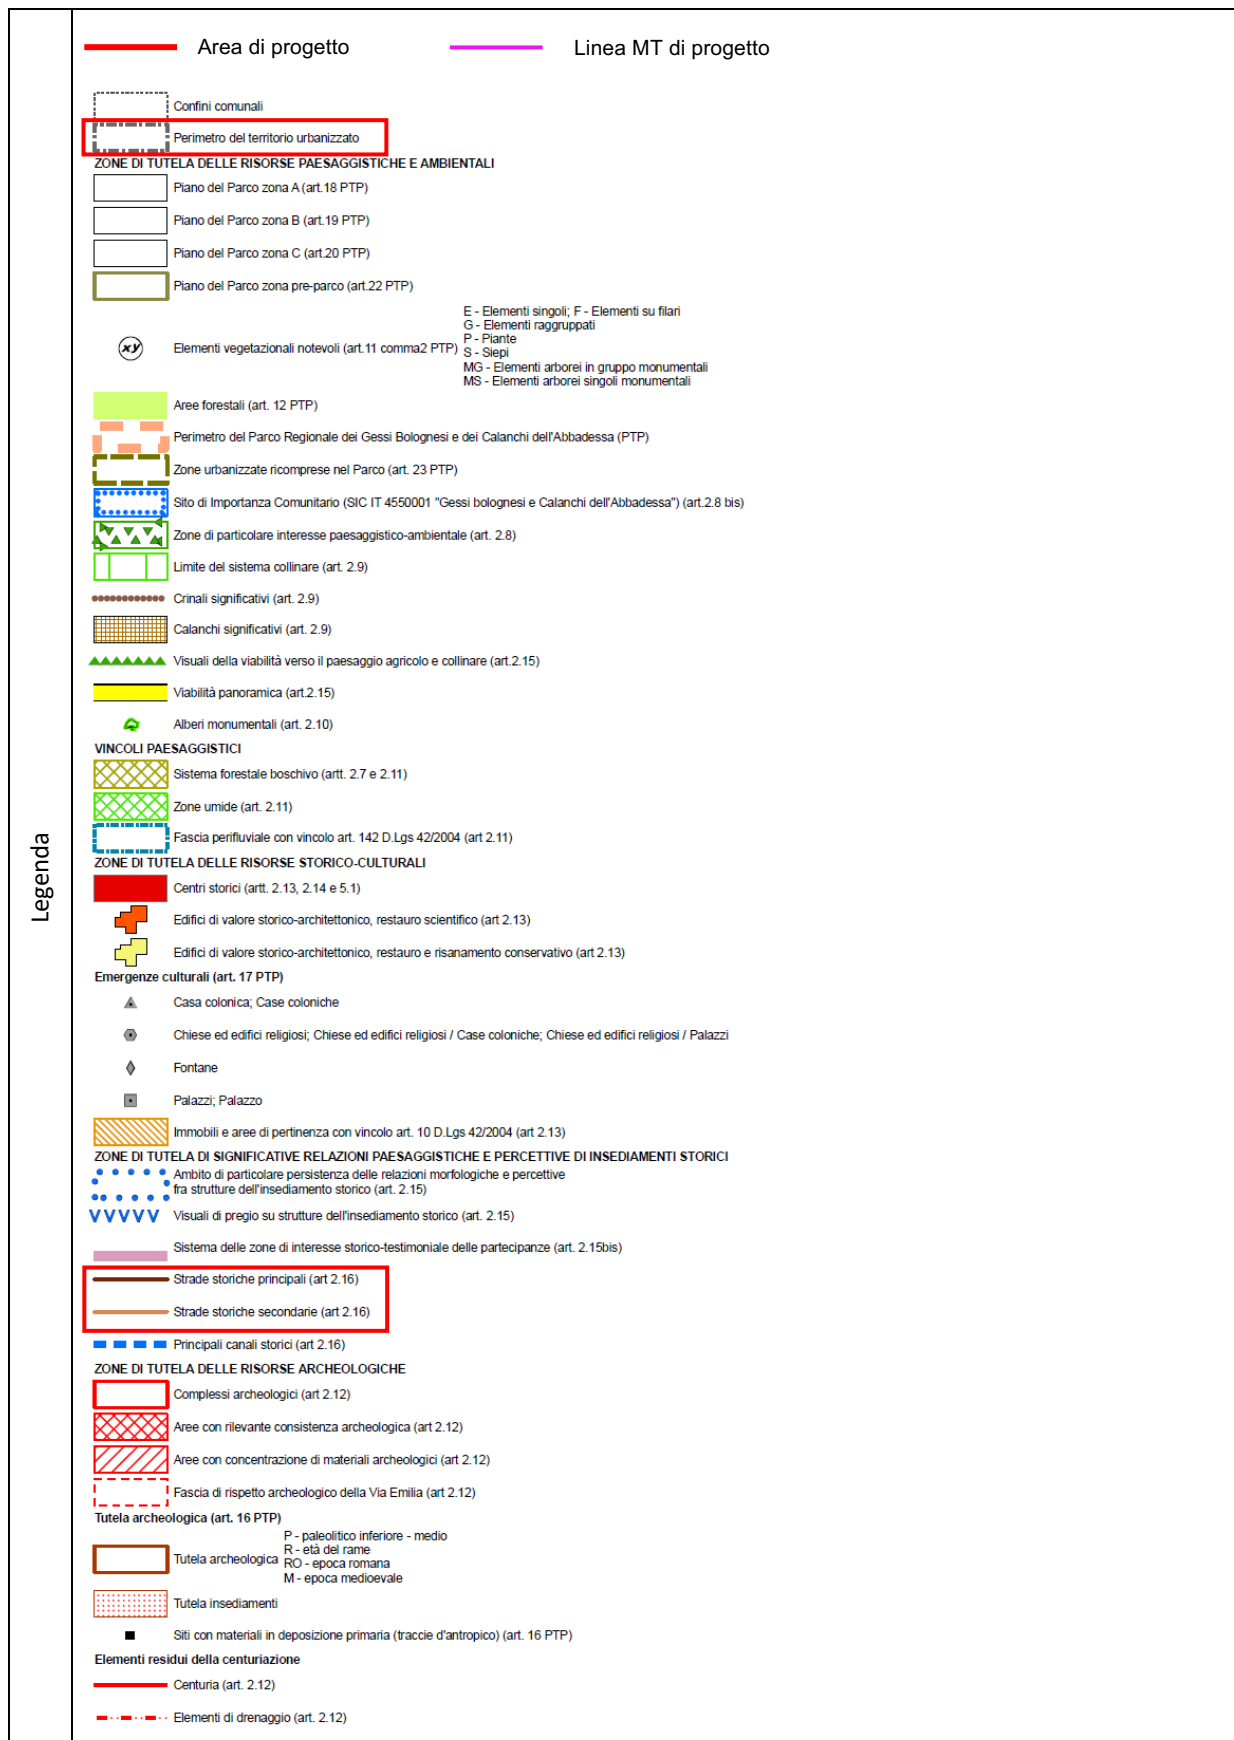 Legenda
Area di progetto
Linea MT di progetto
Confini comunali
Perimetro del territorio urbanizzato
ZONE DI TUTELA DELLE RISORSE PAESAGGISTICHE E AMBIENTALI
Piano del Parco zona A (art.18 PTP)
Piano del Parco zona B (art.19 PTP)
Piano del Parco zona C (art.20 PTP)
Piano del Parco zona pre-parco (art.22 PTP)
xy
Elementi vegetazionali notevoli (art.11 comma2 PTP)
E - Elementi singoli; F - Elementi su filari
G - Elementi raggruppati
P - Piante
S - Siepi
MG - Elementi arborei in gruppo monumentali
MS - Elementi arborei singoli monumentali
Aree forestali (art. 12 PTP)
Perimetro del Parco Regionale dei Gessi Bolognesi e dei Calanchi dell'Abbadessa (PTP)
Zone urbanizzate ricomprese nel Parco (art. 23 PTP)
Sito di Importanza Comunitario (SIC IT 4550001 "Gessi bolognesi e Calanchi dell'Abbadessa") (art.2.8 bis)
Zone di particolare interesse paesaggistico-ambientale (art. 2.8)
Limite del sistema collinare (art. 2.9)
Crinali significativi (art. 2.9)
Calanchi significativi (art. 2.9)
Visuali della viabilità verso il paesaggio agricolo e collinare (art.2.15)
Viabilità panoramica (art.2.15)
Alberi monumentali (art. 2.10)
VINCOLI PAESAGGISTICI
Sistema forestale boschivo (artt. 2.7 e 2.11)
Zone umide (art. 2.11)
Fascia perifluviale con vincolo art. 142 D.Lgs 42/2004 (art 2.11)
ZONE DI TUTELA DELLE RISORSE STORICO-CULTURALI
Centri storici (artt. 2.13, 2.14 e 5.1)
Edifici di valore storico-architettonico, restauro scientifico (art 2.13)
Edifici di valore storico-architettonico, restauro e risanamento conservativo (art 2.13)
Emergenze culturali (art. 17 PTP)
Casa colonica; Case coloniche
Chiese ed edifici religiosi; Chiese ed edifici religiosi / Case coloniche; Chiese ed edifici religiosi / Palazzi
Fontane
Palazzi; Palazzo
Immobili e aree di pertinenza con vincolo art. 10 D.Lgs 42/2004 (art 2.13)
ZONE DI TUTELA DI SIGNIFICATIVE RELAZIONI PAESAGGISTICHE E PERCETTIVE DI INSEDIAMENTI STORICI
Ambito di particolare persistenza delle relazioni morfologiche e percettive
fra strutture dell'insediamento storico (art. 2.15)
Visuali di pregio su strutture dell'insediamento storico (art. 2.15)
Sistema delle zone di interesse storico-testimoniale delle partecipanze (art. 2.15bis)
Strade storiche principali (art 2.16)
Strade storiche secondarie (art 2.16)
Principali canali storici (art 2.16)
ZONE DI TUTELA DELLE RISORSE ARCHEOLOGICHE
Complessi archeologici (art 2.12)
Aree con rilevante consistenza archeologica (art 2.12)
Aree con concentrazione di materiali archeologici (art 2.12)
Fascia di rispetto archeologico della Via Emilia (art 2.12)
Tutela archeologica (art. 16 PTP)
Tutela archeologica
P - paleolitico inferiore - medio
R - età del rame
RO - epoca romana
M - epoca medioevale
Tutela insediamenti
Siti con materiali in deposizione primaria (traccie d'antropico) (art. 16 PTP)
Elementi residui della centuriazione
Centuria (art. 2.12)
Elementi di drenaggio (art. 2.12)